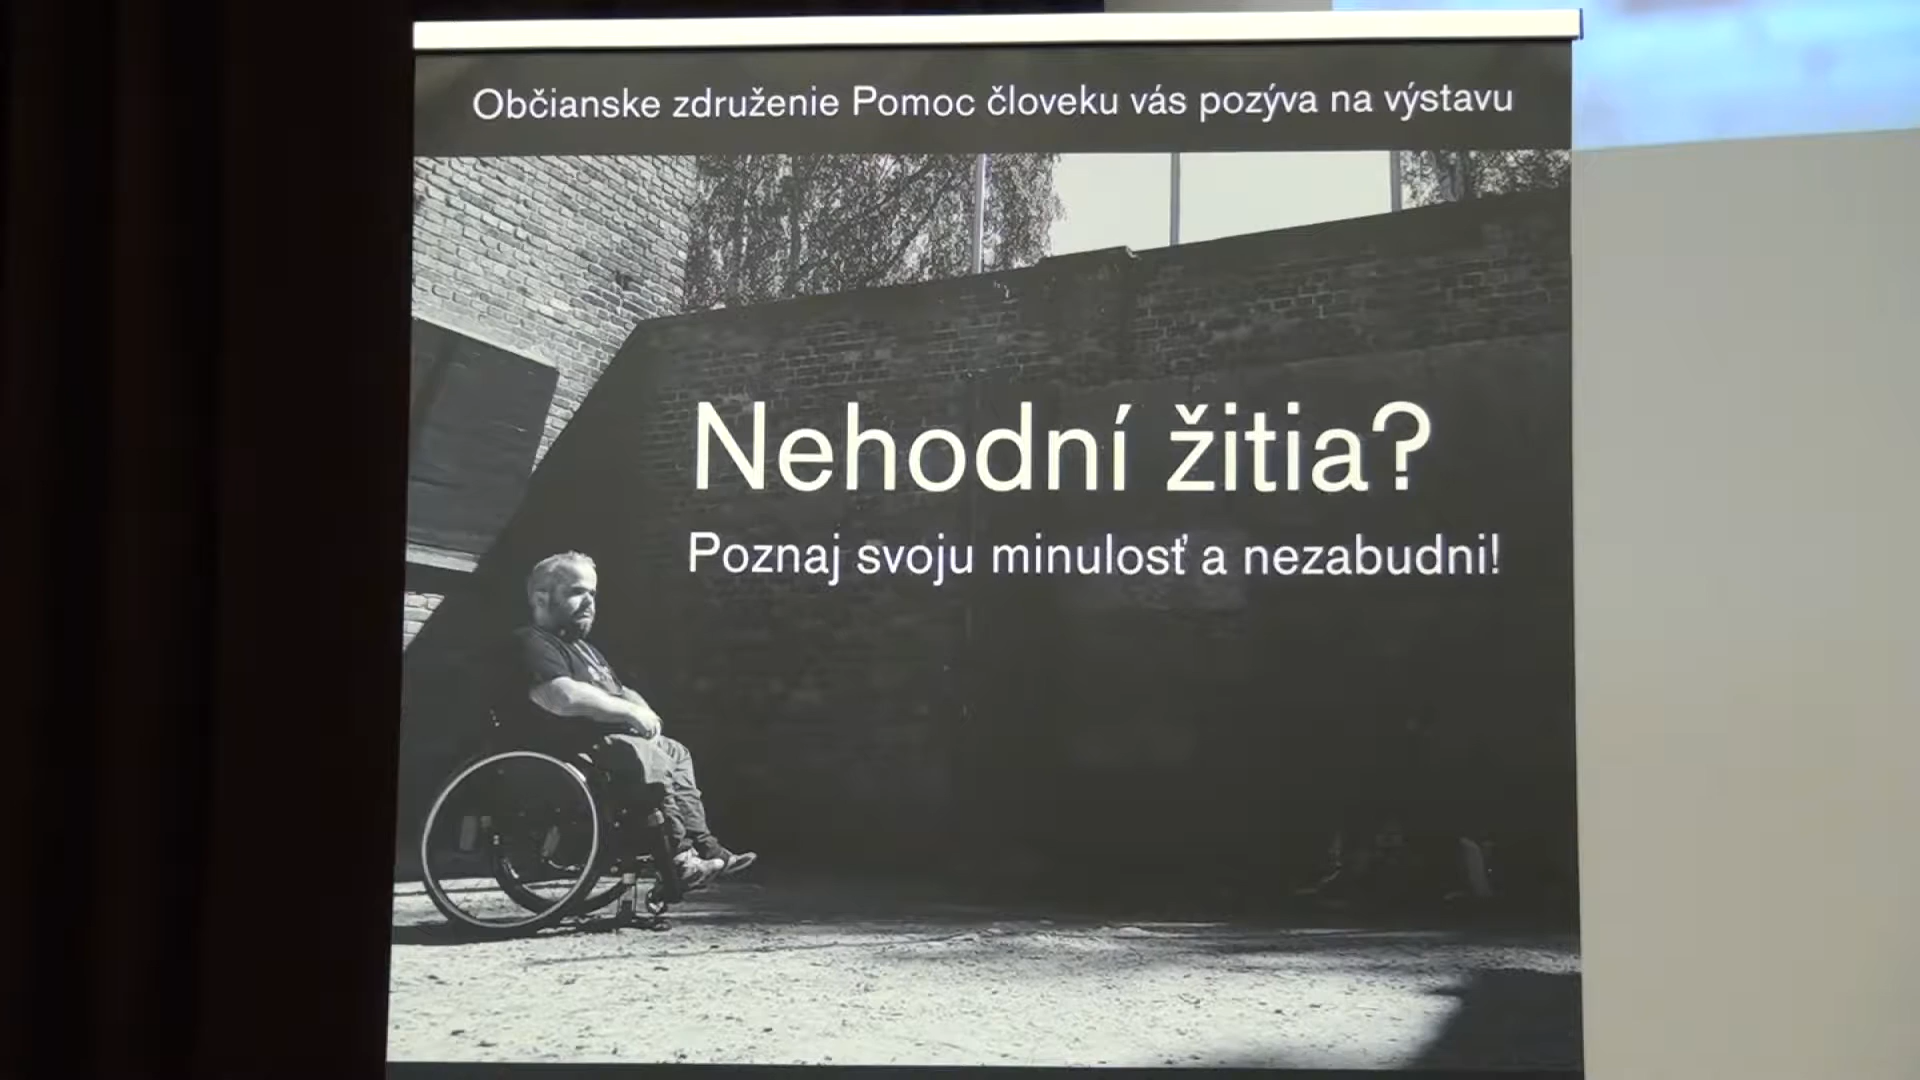 Občianske združenie Pomoc človeku vás pozýva na výstavu
Nehodní žitia?
Poznaj svoju minulosť a nezabudni!